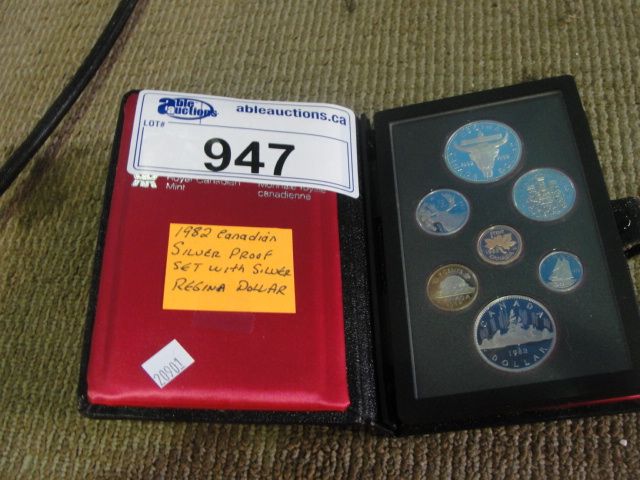 able auctions
ableauctions.ca
LOT#
947
Royal Canadian Mint
Monnaie royale canadienne
1982 Canadian
SILVER PROOF
SET with SILVER
REGINA DOLLAR
20901
CANADA
1982
DOLLAR